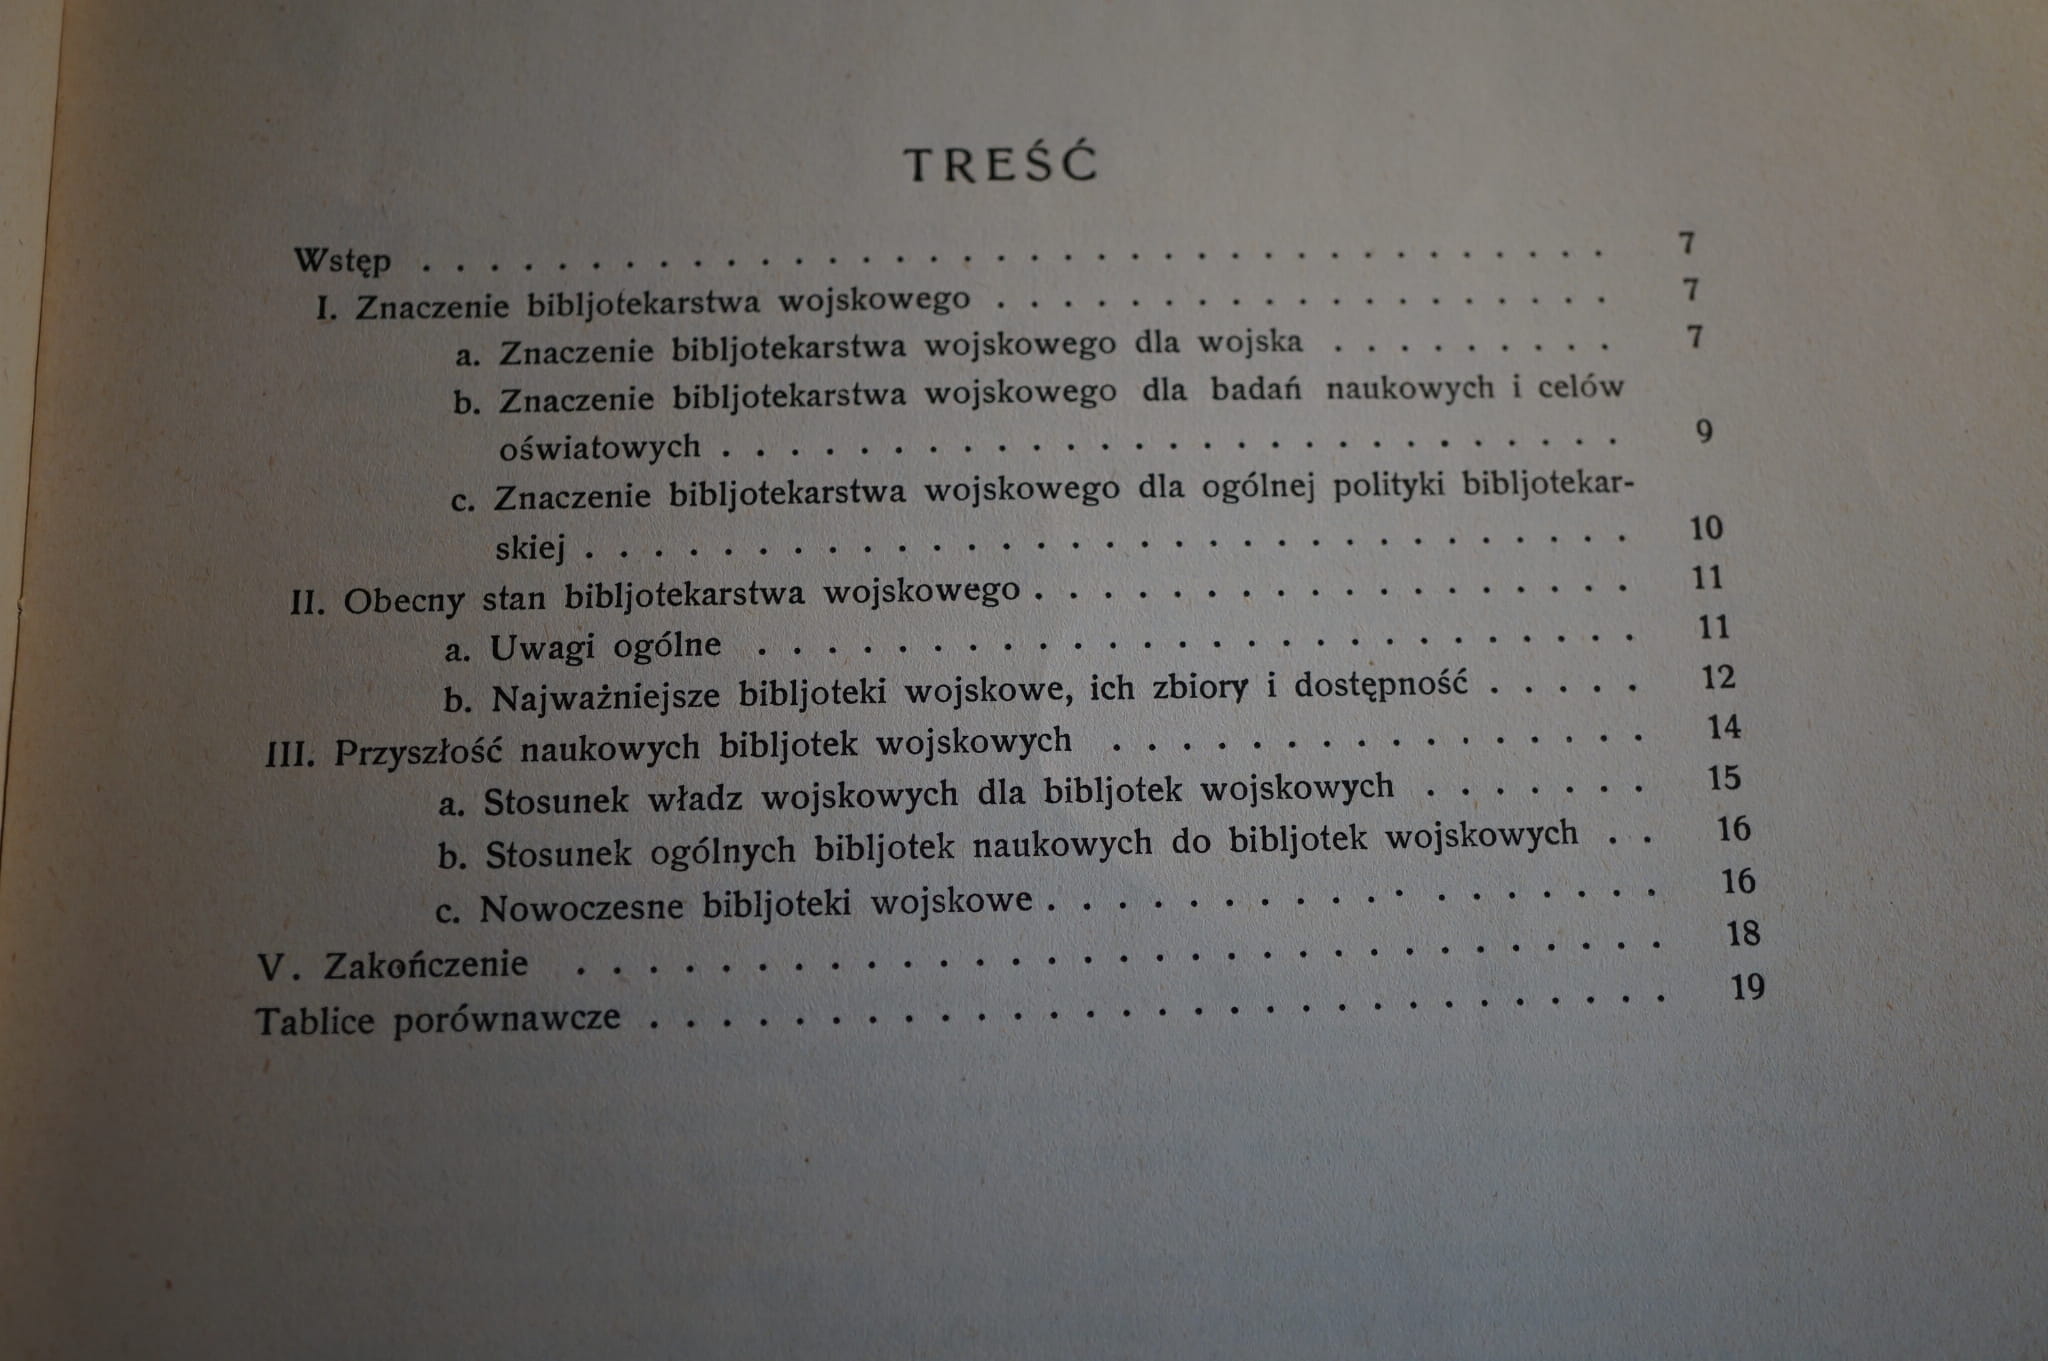 TREŚĆ
Wstęp . . . . . . . . . . . . . . . . . . . . . . . . . . . . . . . . . . . 7
I. Znaczenie bibljotekarstwa wojskowego . . . . . . . . . . . . . . . . . . . 7
a. Znaczenie bibljotekarstwa wojskowego dla wojska . . . . . . . . . 7
b. Znaczenie bibljotekarstwa wojskowego dla badań naukowych i celów
oświatowych . . . . . . . . . . . . . . . . . . . . . . . . . . . 9
c. Znaczenie bibljotekarstwa wojskowego dla ogólnej polityki bibljotekar-
skiej . . . . . . . . . . . . . . . . . . . . . . . . . . . . . . . 10
II. Obecny stan bibljotekarstwa wojskowego . . . . . . . . . . . . . . . . . . 11
a. Uwagi ogólne . . . . . . . . . . . . . . . . . . . . . . . . . . 11
b. Najważniejsze bibljoteki wojskowe, ich zbiory i dostępność . . . . . 12
III. Przyszłość naukowych bibljotek wojskowych . . . . . . . . . . . . . . . . 14
a. Stosunek władz wojskowych dla bibljotek wojskowych . . . . . . . 15
b. Stosunek ogólnych bibljotek naukowych do bibljotek wojskowych . . 16
c. Nowoczesne bibljoteki wojskowe . . . . . . . . . . . . . . . . . . 16
V. Zakończenie . . . . . . . . . . . . . . . . . . . . . . . . . . . . . . . 18
Tablice porównawcze . . . . . . . . . . . . . . . . . . . . . . . . . . . . . 19